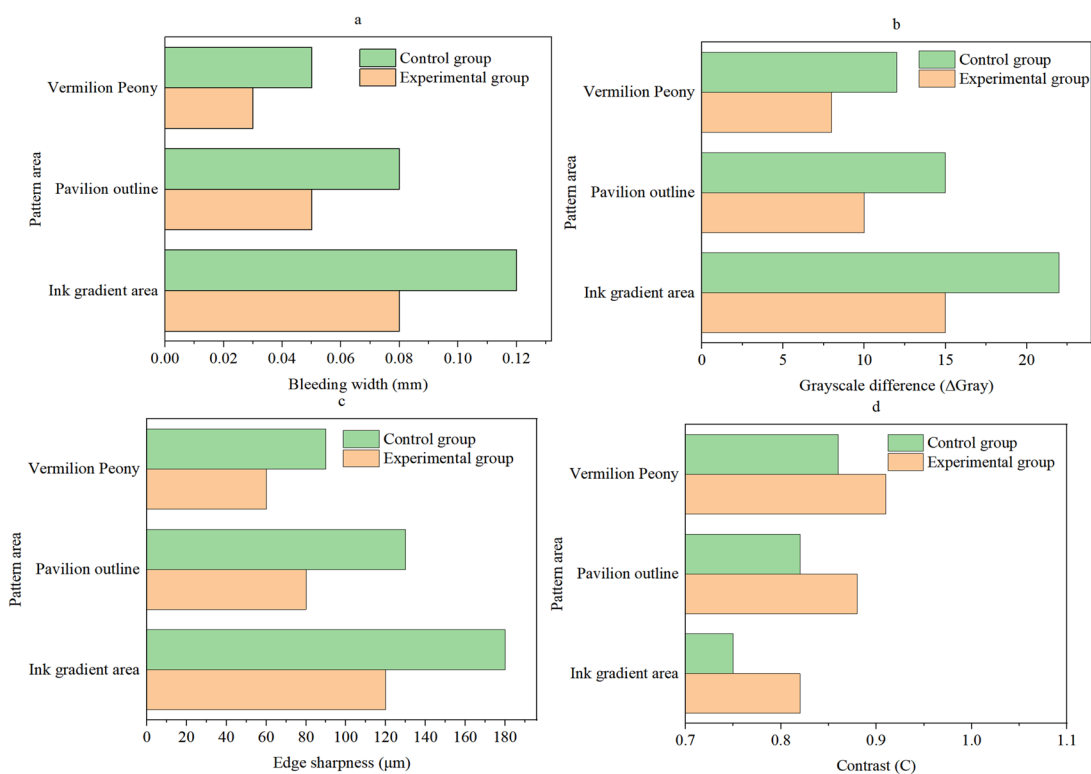 a
Control group
Experimental group
Vermilion Peony
Pavilion outline
Ink gradient area
Pattern area
0.00 0.02 0.04 0.06 0.08 0.10 0.12
Bleeding width (mm)
b
Control group
Experimental group
Vermilion Peony
Pavilion outline
Ink gradient area
Pattern area
0 5 10 15 20
Grayscale difference (ΔGray)
c
Control group
Experimental group
Vermilion Peony
Pavilion outline
Ink gradient area
Pattern area
0 20 40 60 80 100 120 140 160 180
Edge sharpness (μm)
d
Control group
Experimental group
Vermilion Peony
Pavilion outline
Ink gradient area
Pattern area
0.7 0.8 0.9 1.0 1.1
Contrast (C)